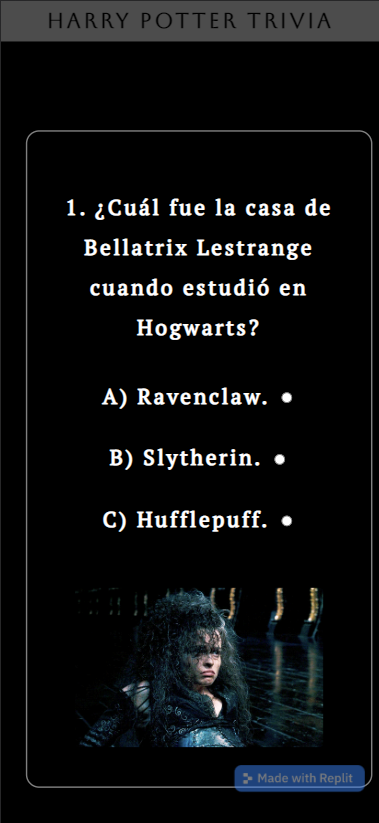 HARRY POTTER TRIVIA
1. ¿Cuál fue la casa de
Bellatrix Lestrange
cuando estudió en
Hogwarts?
A) Ravenclaw.
B) Slytherin.
C) Hufflepuff.
Made with Replit